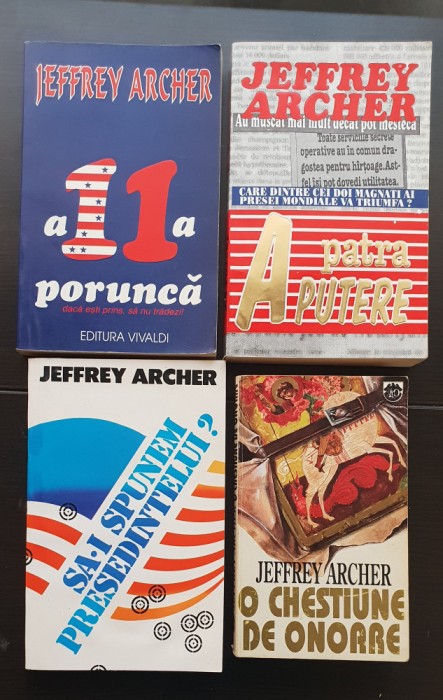 JEFFREY ARCHER
a 11 a
poruncă
dacă ești prins, să nu trădezi!
EDITURA VIVALDI
JEFFREY
ARCHER
Au mușcat mai mult decât pot mesteca
Toate serviciile secrete
operative au în comun dra-
gostea pentru hîrțoage. Ast-
fel își pot dovedi utilitatea.
CARE DINTRE CEI DOI MAGNAȚI AI
PRESEI MONDIALE VA TRIUMFA ?
A patra
PUTERE
JEFFREY ARCHER
SĂ-I SPUNEM
PREȘEDINTELUI ?
JEFFREY ARCHER
O CHESTIUNE
DE ONOARE